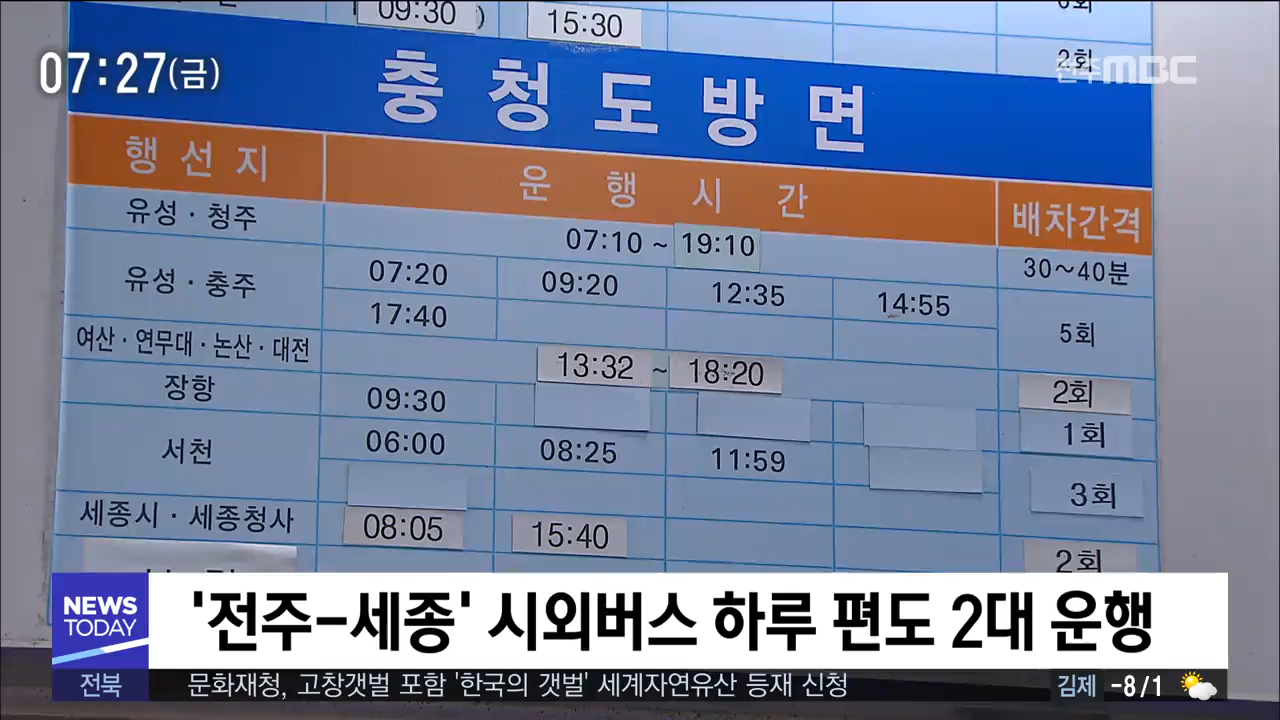 09:30 )
15:30
6회
2회
07:27(금)
전주MBC
충청도방면
행선지 운행시간 배차간격
유성·청주 07:10 ~ 19:10 30~40분
유성·충주 07:20 09:20 12:35 14:55 5회
17:40
여산·연무대·논산·대전 13:32 ~ 18:20 2회
장항 09:30 1회
서천 06:00 08:25 11:59 3회
세종시·세종청사 08:05 15:40 2회
NEWS TODAY
'전주-세종' 시외버스 하루 편도 2대 운행
전북 문화재청, 고창갯벌 포함 '한국의 갯벌' 세계자연유산 등재 신청 김제 -8/1